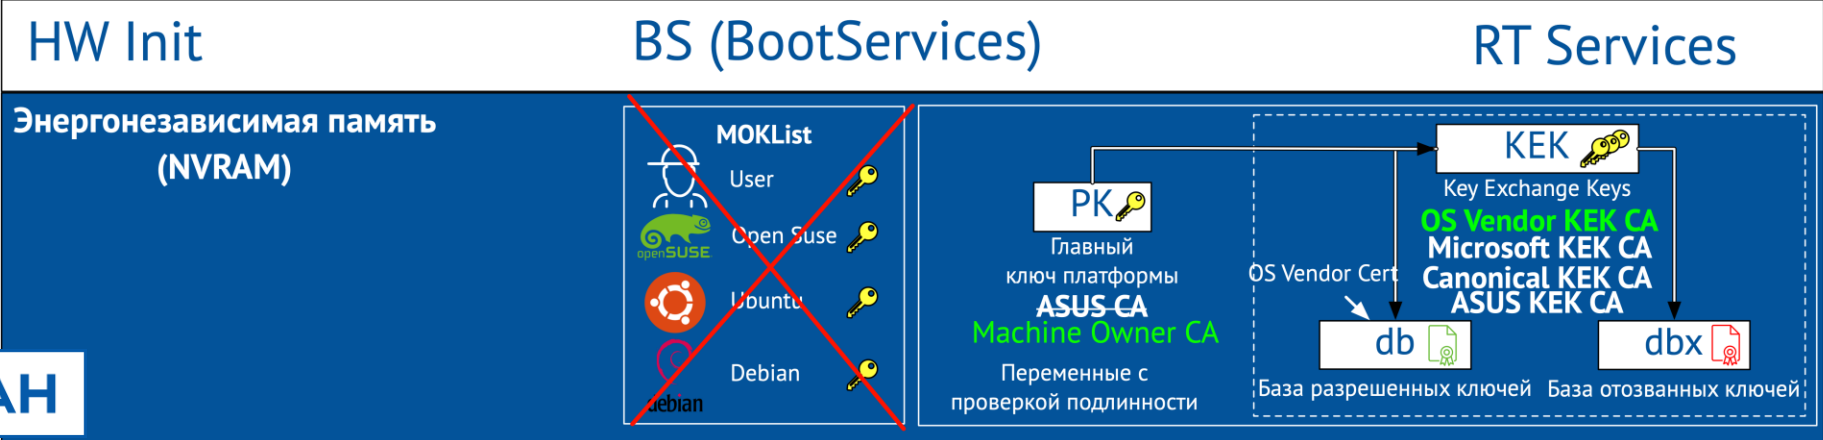 HW Init
BS (BootServices)
RT Services
Энергонезависимая память
(NVRAM)
MOKList
User
Open Suse
openSUSE
Ubuntu
Debian
debian
PK
Главный
ключ платформы
ASUS CA
Machine Owner CA
Переменные с
проверкой подлинности
KEK
Key Exchange Keys
OS Vendor KEK CA
Microsoft KEK CA
Canonical KEK CA
ASUS KEK CA
OS Vendor Cert
db
База разрешенных ключей
dbx
База отозванных ключей
АН